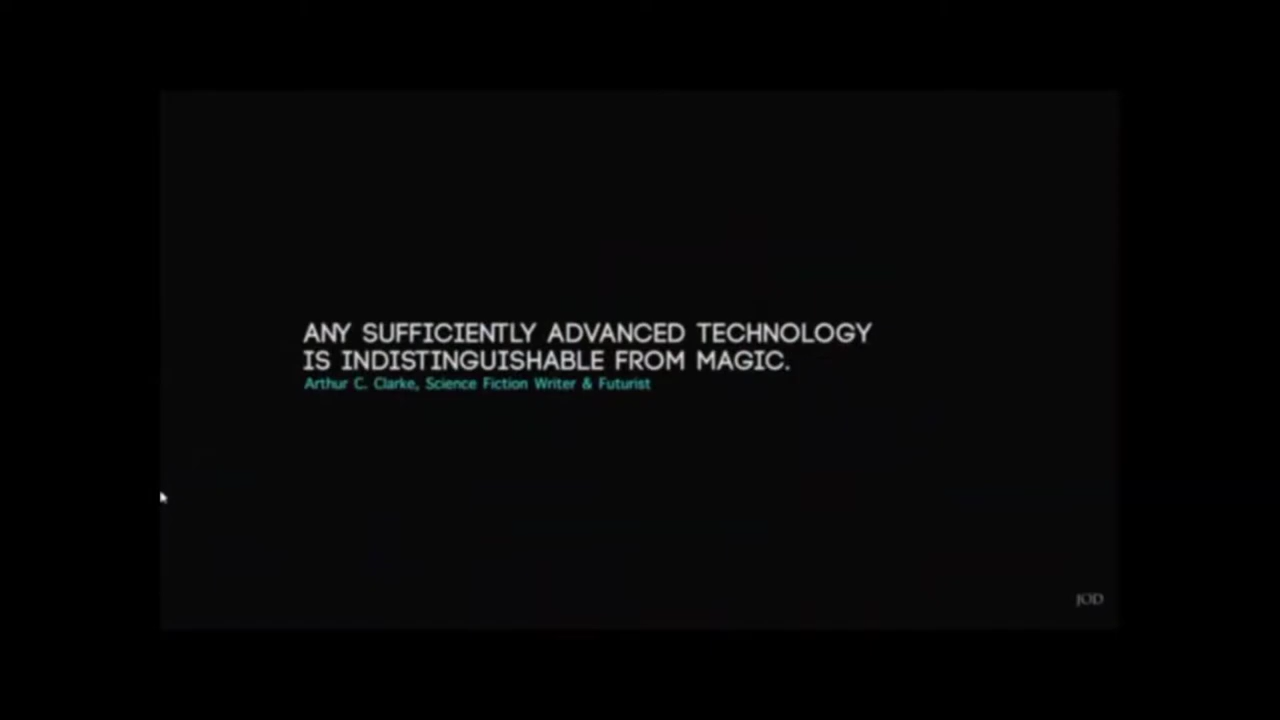 ANY SUFFICIENTLY ADVANCED TECHNOLOGY
IS INDISTINGUISHABLE FROM MAGIC.
Arthur C. Clarke, Science Fiction Writer & Futurist
JOD